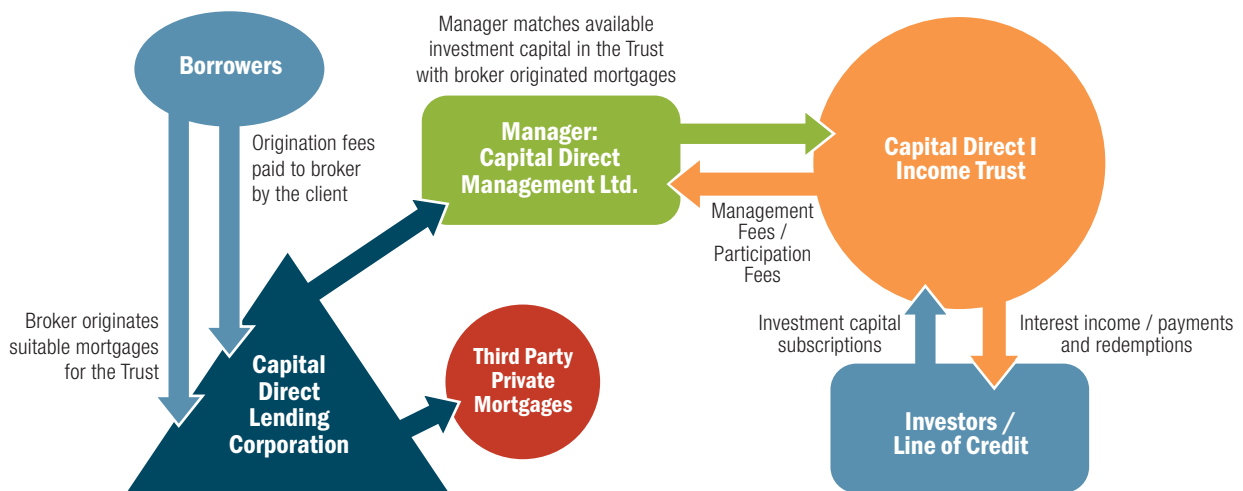 Borrowers
Manager matches available
investment capital in the Trust
with broker originated mortgages
Origination fees
paid to broker
by the client
Manager:
Capital Direct
Management Ltd.
Capital Direct I
Income Trust
Management
Fees /
Participation
Fees
Broker originates
suitable mortgages
for the Trust
Capital
Direct
Lending
Corporation
Third Party
Private
Mortgages
Investment capital
subscriptions
Interest income / payments
and redemptions
Investors /
Line of Credit